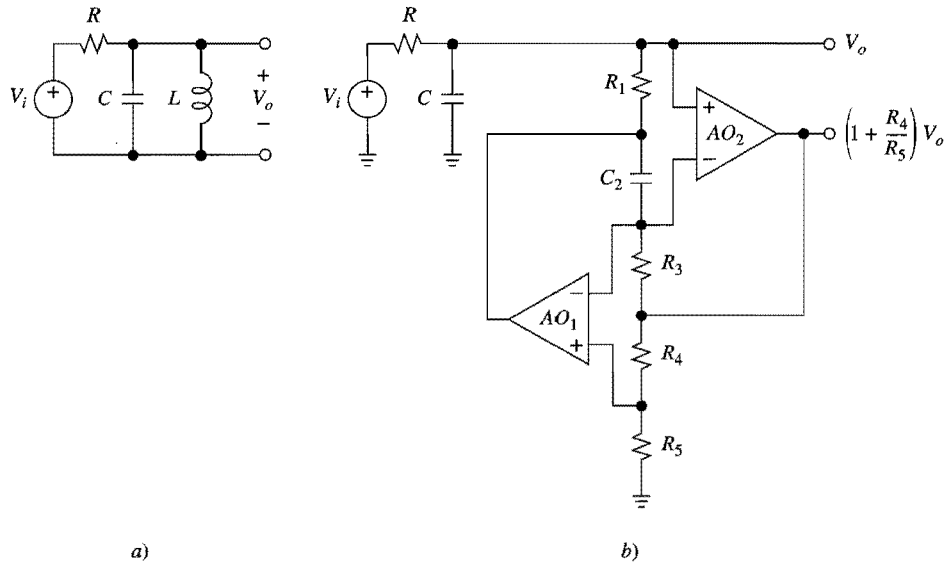 R
V_i
+
C
L
+
V_o
−
a)
R
V_i
+
C
R_1
V_o
+
AO_2
−
(1 + R_4/R_5) V_o
C_2
R_3
−
AO_1
+
R_4
R_5
b)